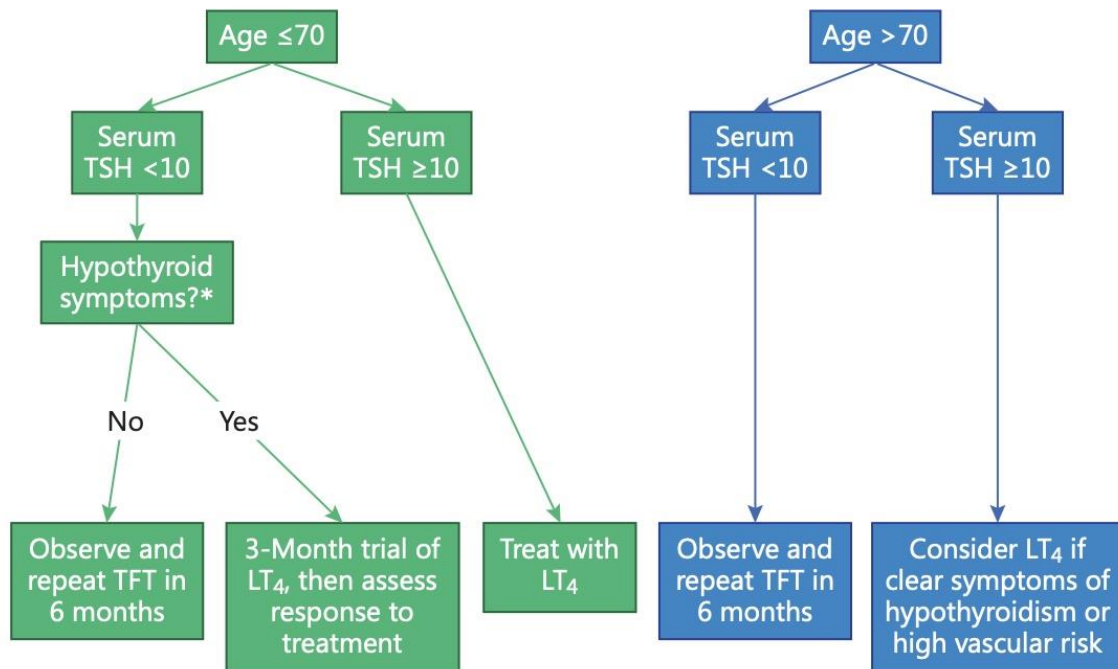 Age ≤70
Age >70
Serum
TSH <10
Serum
TSH ≥10
Serum
TSH <10
Serum
TSH ≥10
Hypothyroid
symptoms?*
No
Yes
Observe and
repeat TFT in
6 months
3-Month trial of
LT₄, then assess
response to
treatment
Treat with
LT₄
Observe and
repeat TFT in
6 months
Consider LT₄ if
clear symptoms of
hypothyroidism or
high vascular risk